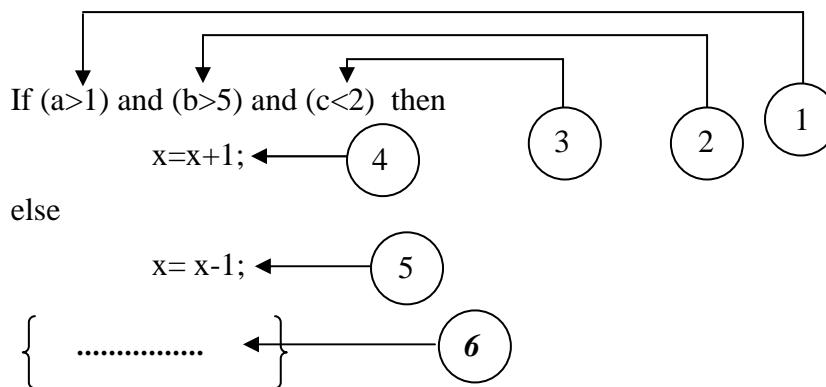 If (a>1) and (b>5) and (c<2) then
1
2
3
x=x+1;
4
else
x= x-1;
5
{ ................ }
6